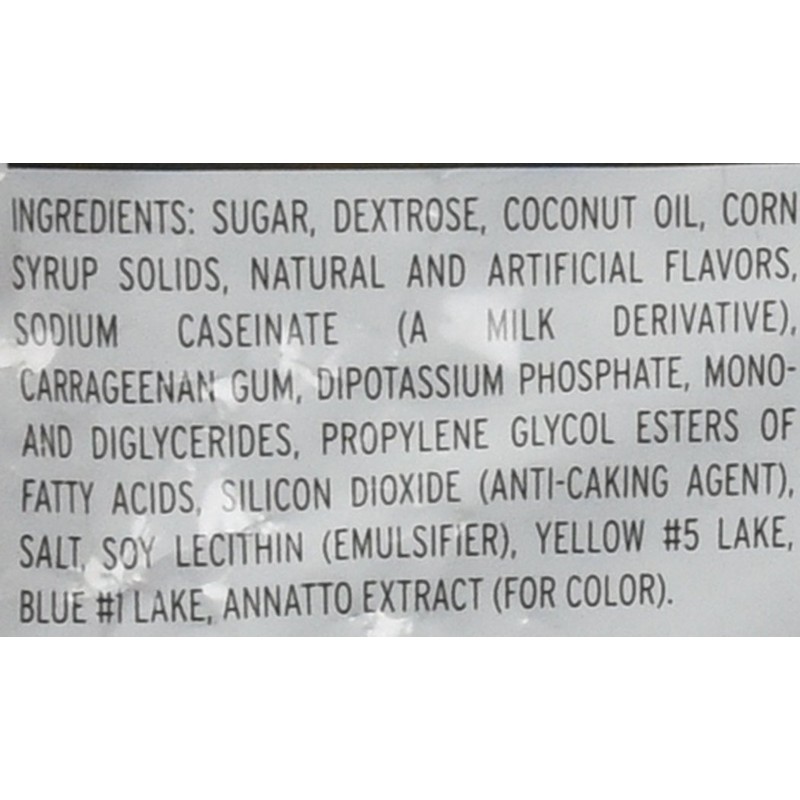 INGREDIENTS: SUGAR, DEXTROSE, COCONUT OIL, CORN
SYRUP SOLIDS, NATURAL AND ARTIFICIAL FLAVORS,
SODIUM CASEINATE (A MILK DERIVATIVE),
CARRAGEENAN GUM, DIPOTASSIUM PHOSPHATE, MONO-
AND DIGLYCERIDES, PROPYLENE GLYCOL ESTERS OF
FATTY ACIDS, SILICON DIOXIDE (ANTI-CAKING AGENT),
SALT, SOY LECITHIN (EMULSIFIER), YELLOW #5 LAKE,
BLUE #1 LAKE, ANNATTO EXTRACT (FOR COLOR).